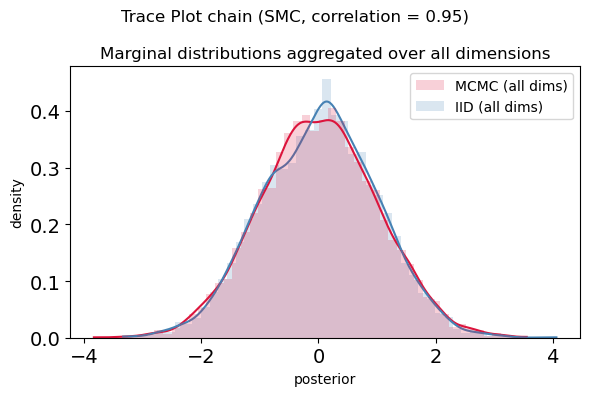 Trace Plot chain (SMC, correlation = 0.95)
Marginal distributions aggregated over all dimensions
MCMC (all dims)
IID (all dims)
density
0.4
0.3
0.2
0.1
0.0
−4
−2
0
2
4
posterior